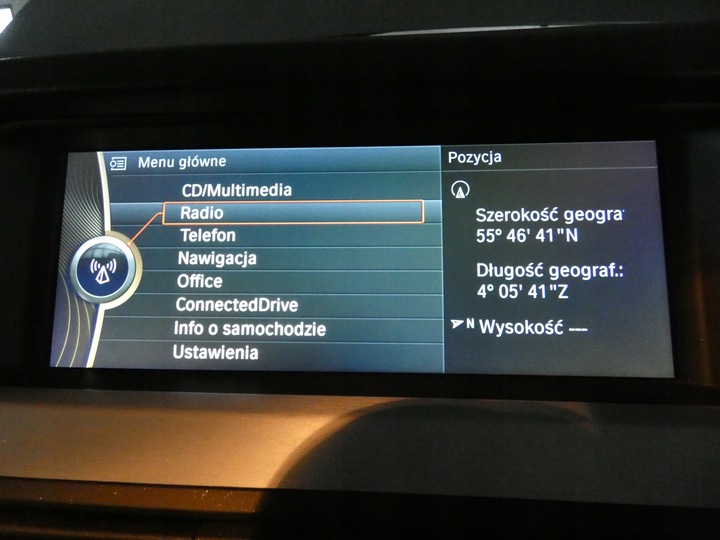 Menu główne
CD/Multimedia
Radio
Telefon
Nawigacja
Office
ConnectedDrive
Info o samochodzie
Ustawienia
Pozycja
Szerokość geogra
55° 46' 41"N
Długość geograf.:
4° 05' 41"Z
N Wysokość ---